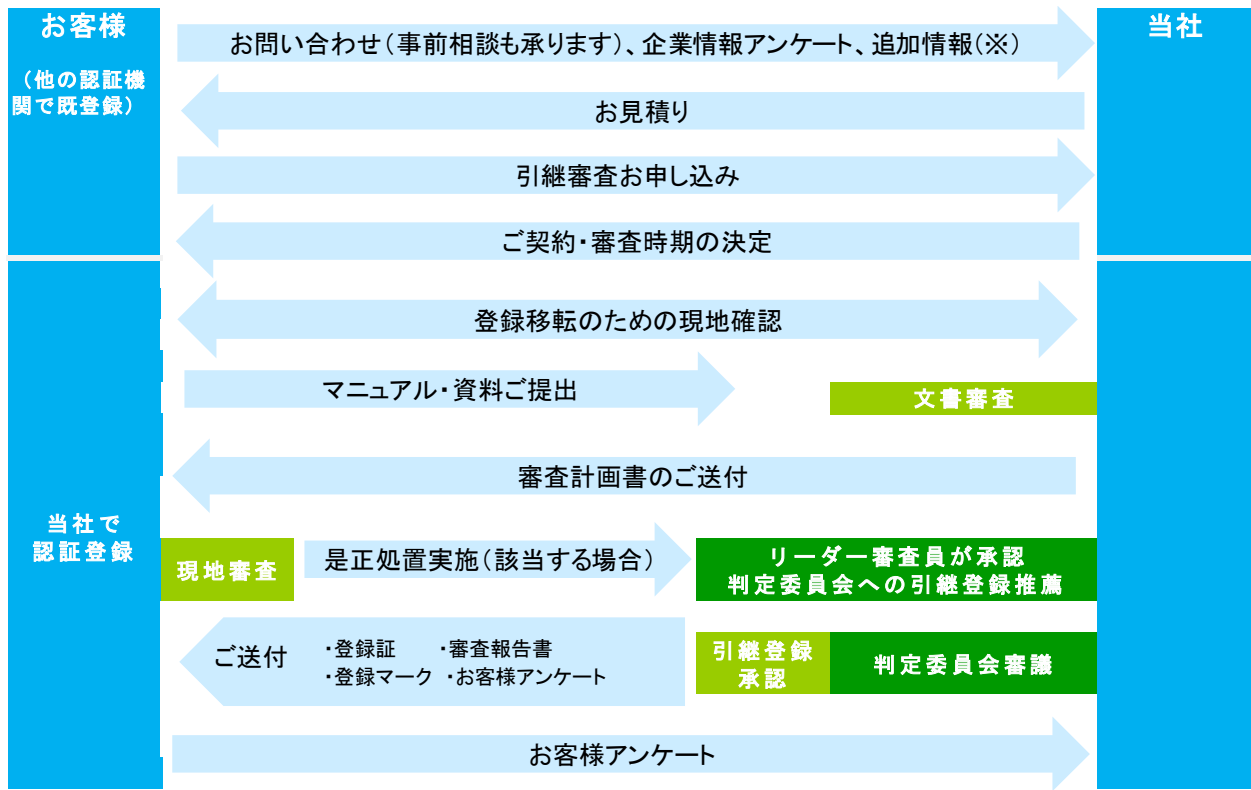 お客様
（他の認証機
関で既登録）
当社
お問い合わせ（事前相談も承ります）、企業情報アンケート、追加情報(※)
お見積り
引継審査お申し込み
ご契約・審査時期の決定
登録移転のための現地確認
マニュアル・資料ご提出
文書審査
審査計画書のご送付
当社で
認証登録
現地審査
是正処置実施（該当する場合）
リーダー審査員が承認
判定委員会への引継登録推薦
ご送付
・登録証 ・審査報告書
・登録マーク ・お客様アンケート
引継登録
承認
判定委員会審議
お客様アンケート